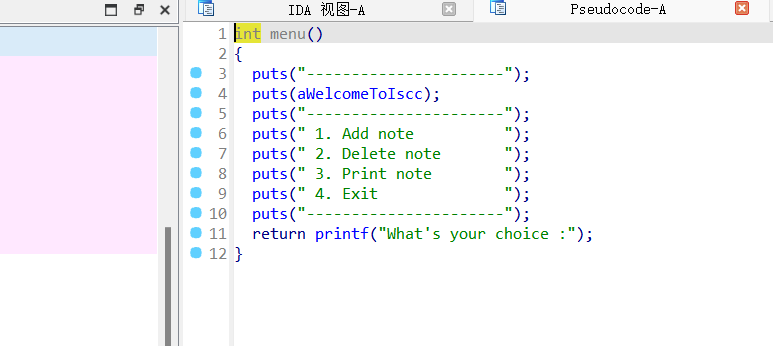 IDA 视图-A
Pseudocode-A
1 int menu()
2 {
3 puts("----------------------");
4 puts(aWelcomeToIscc);
5 puts("----------------------");
6 puts(" 1. Add note          ");
7 puts(" 2. Delete note       ");
8 puts(" 3. Print note        ");
9 puts(" 4. Exit              ");
10 puts("----------------------");
11 return printf("What's your choice :");
12 }